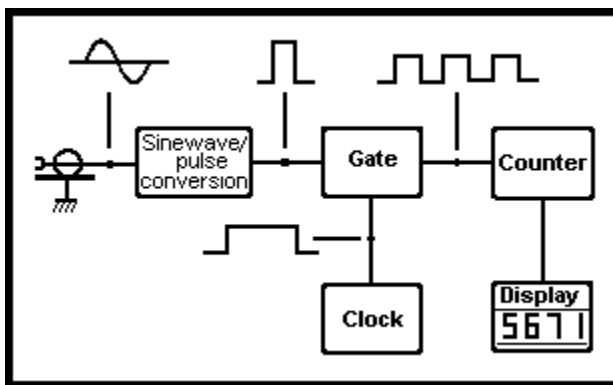 Sinewave/
pulse
conversion
Gate
Counter
Clock
Display
5671